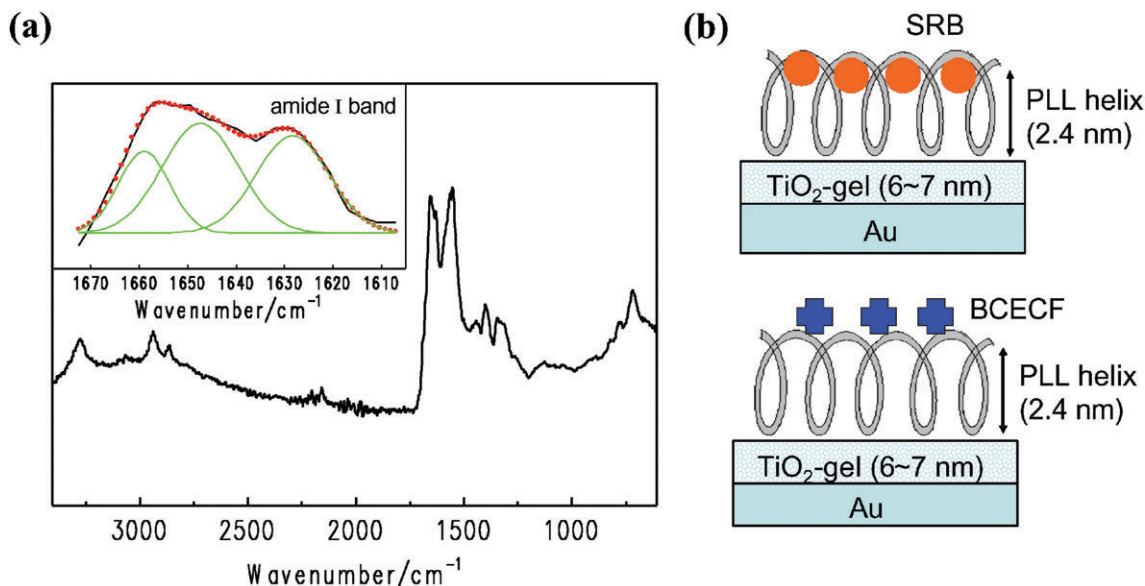 (a)
amide I band
1670 1660 1650 1640 1630 1620 1610
Wavenumber/cm⁻¹
3000 2500 2000 1500 1000
Wavenumber/cm⁻¹
(b)
SRB
PLL helix
(2.4 nm)
TiO₂-gel (6~7 nm)
Au
BCECF
PLL helix
(2.4 nm)
TiO₂-gel (6~7 nm)
Au